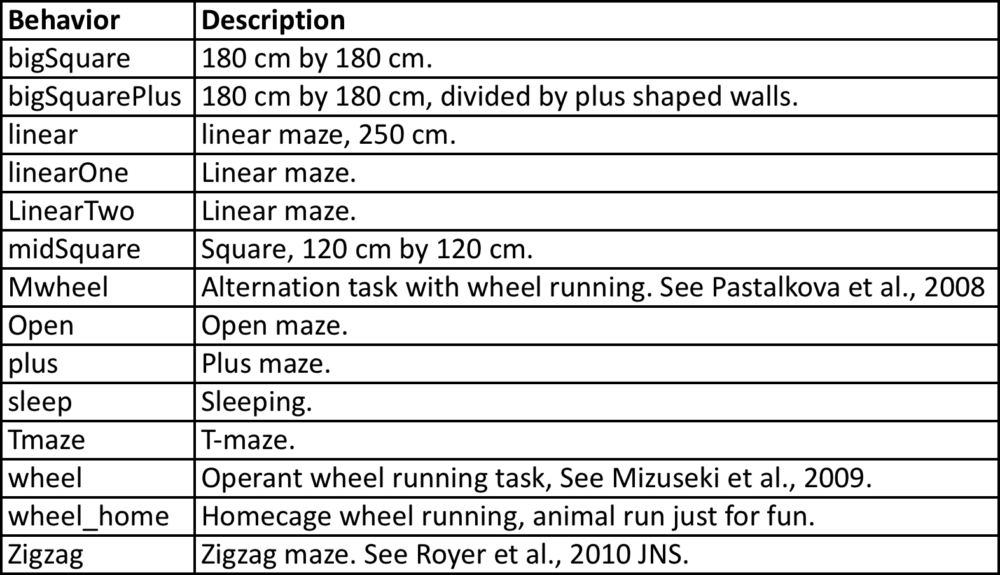 Behavior Description
bigSquare 180 cm by 180 cm.
bigSquarePlus 180 cm by 180 cm, divided by plus shaped walls.
linear linear maze, 250 cm.
linearOne Linear maze.
LinearTwo Linear maze.
midSquare Square, 120 cm by 120 cm.
Mwheel Alternation task with wheel running. See Pastalkova et al., 2008
Open Open maze.
plus Plus maze.
sleep Sleeping.
Tmaze T-maze.
wheel Operant wheel running task, See Mizuseki et al., 2009.
wheel_home Homecage wheel running, animal run just for fun.
Zigzag Zigzag maze. See Royer et al., 2010 JNS.